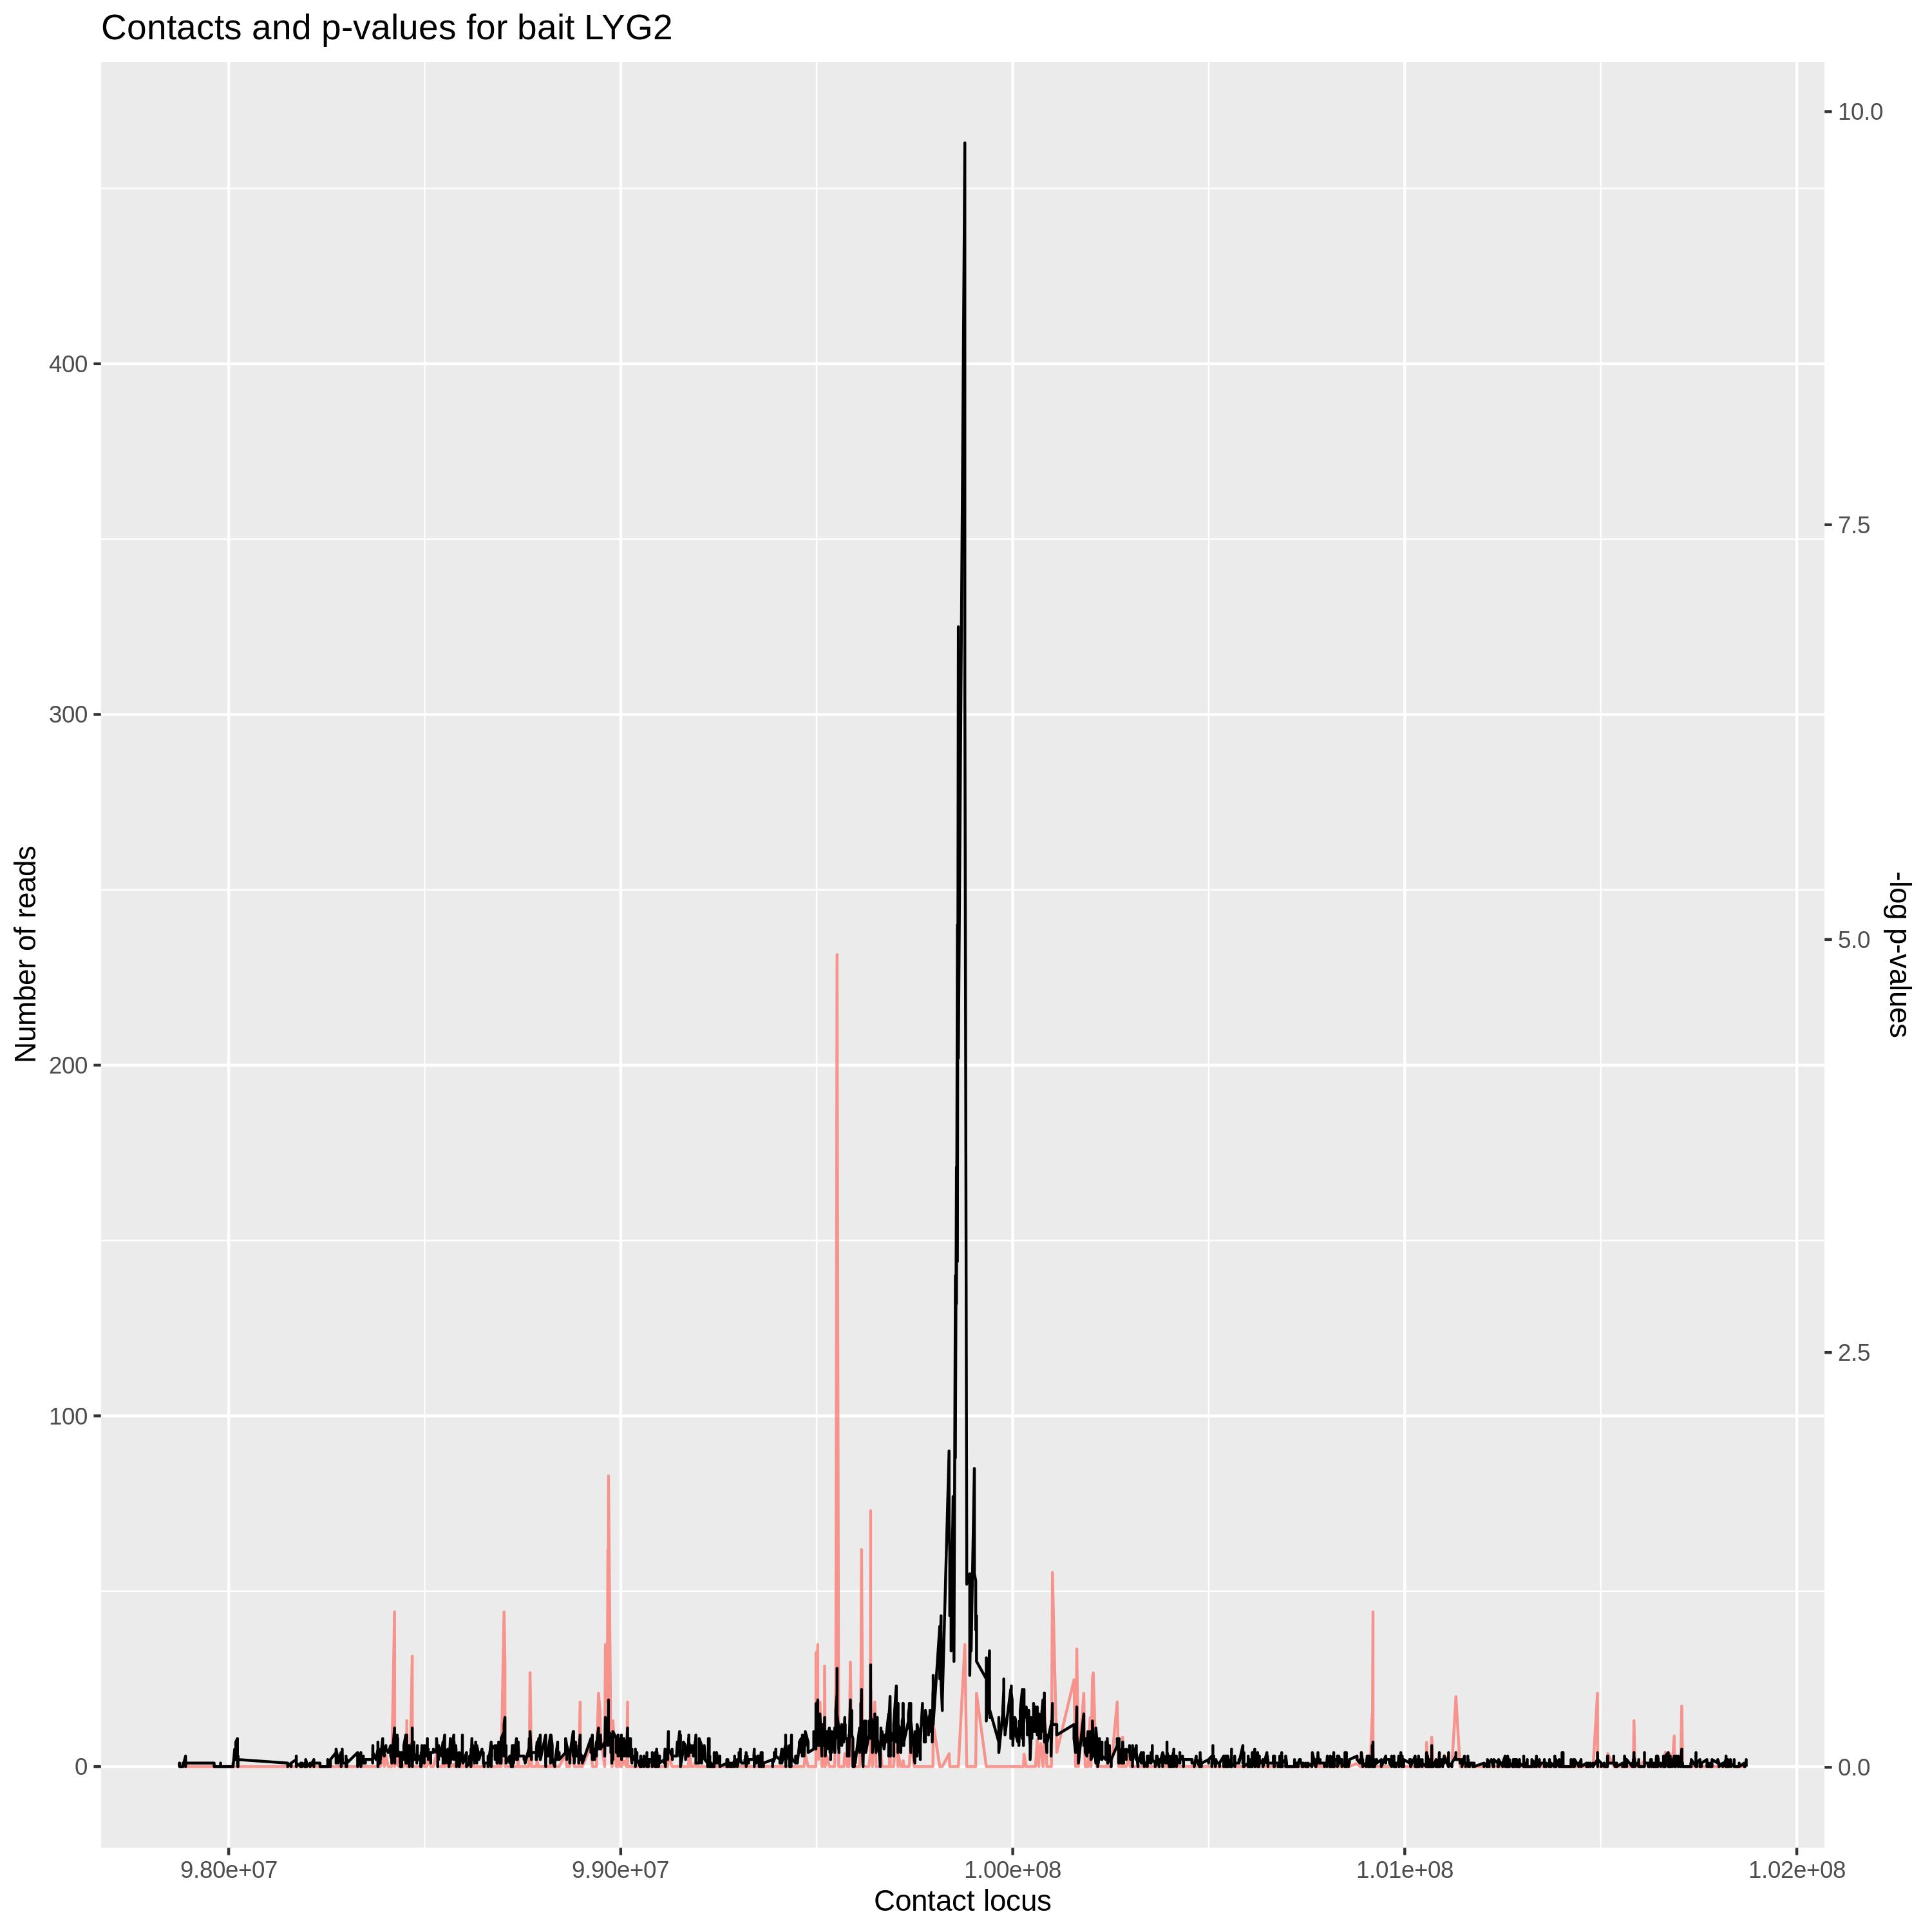 Contacts and p-values for bait LYG2
10.0
400
7.5
300
Number of reads
-log p-values
5.0
200
2.5
100
0
0.0
9.80e+07
9.90e+07
1.00e+08
1.01e+08
1.02e+08
Contact locus